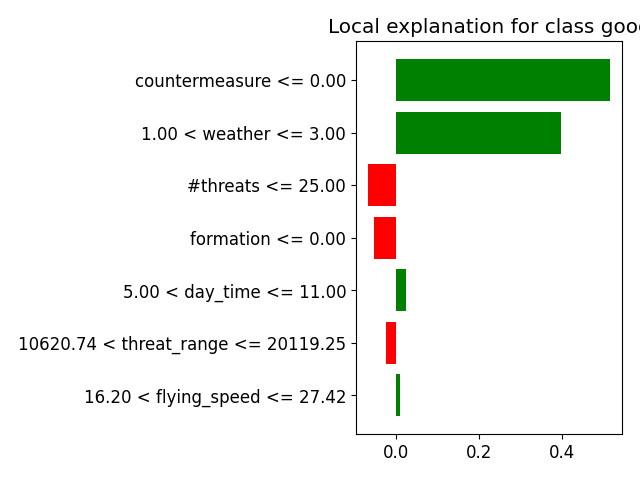 Local explanation for class goo
countermeasure <= 0.00
1.00 < weather <= 3.00
#threats <= 25.00
formation <= 0.00
5.00 < day_time <= 11.00
10620.74 < threat_range <= 20119.25
16.20 < flying_speed <= 27.42
0.0 0.2 0.4